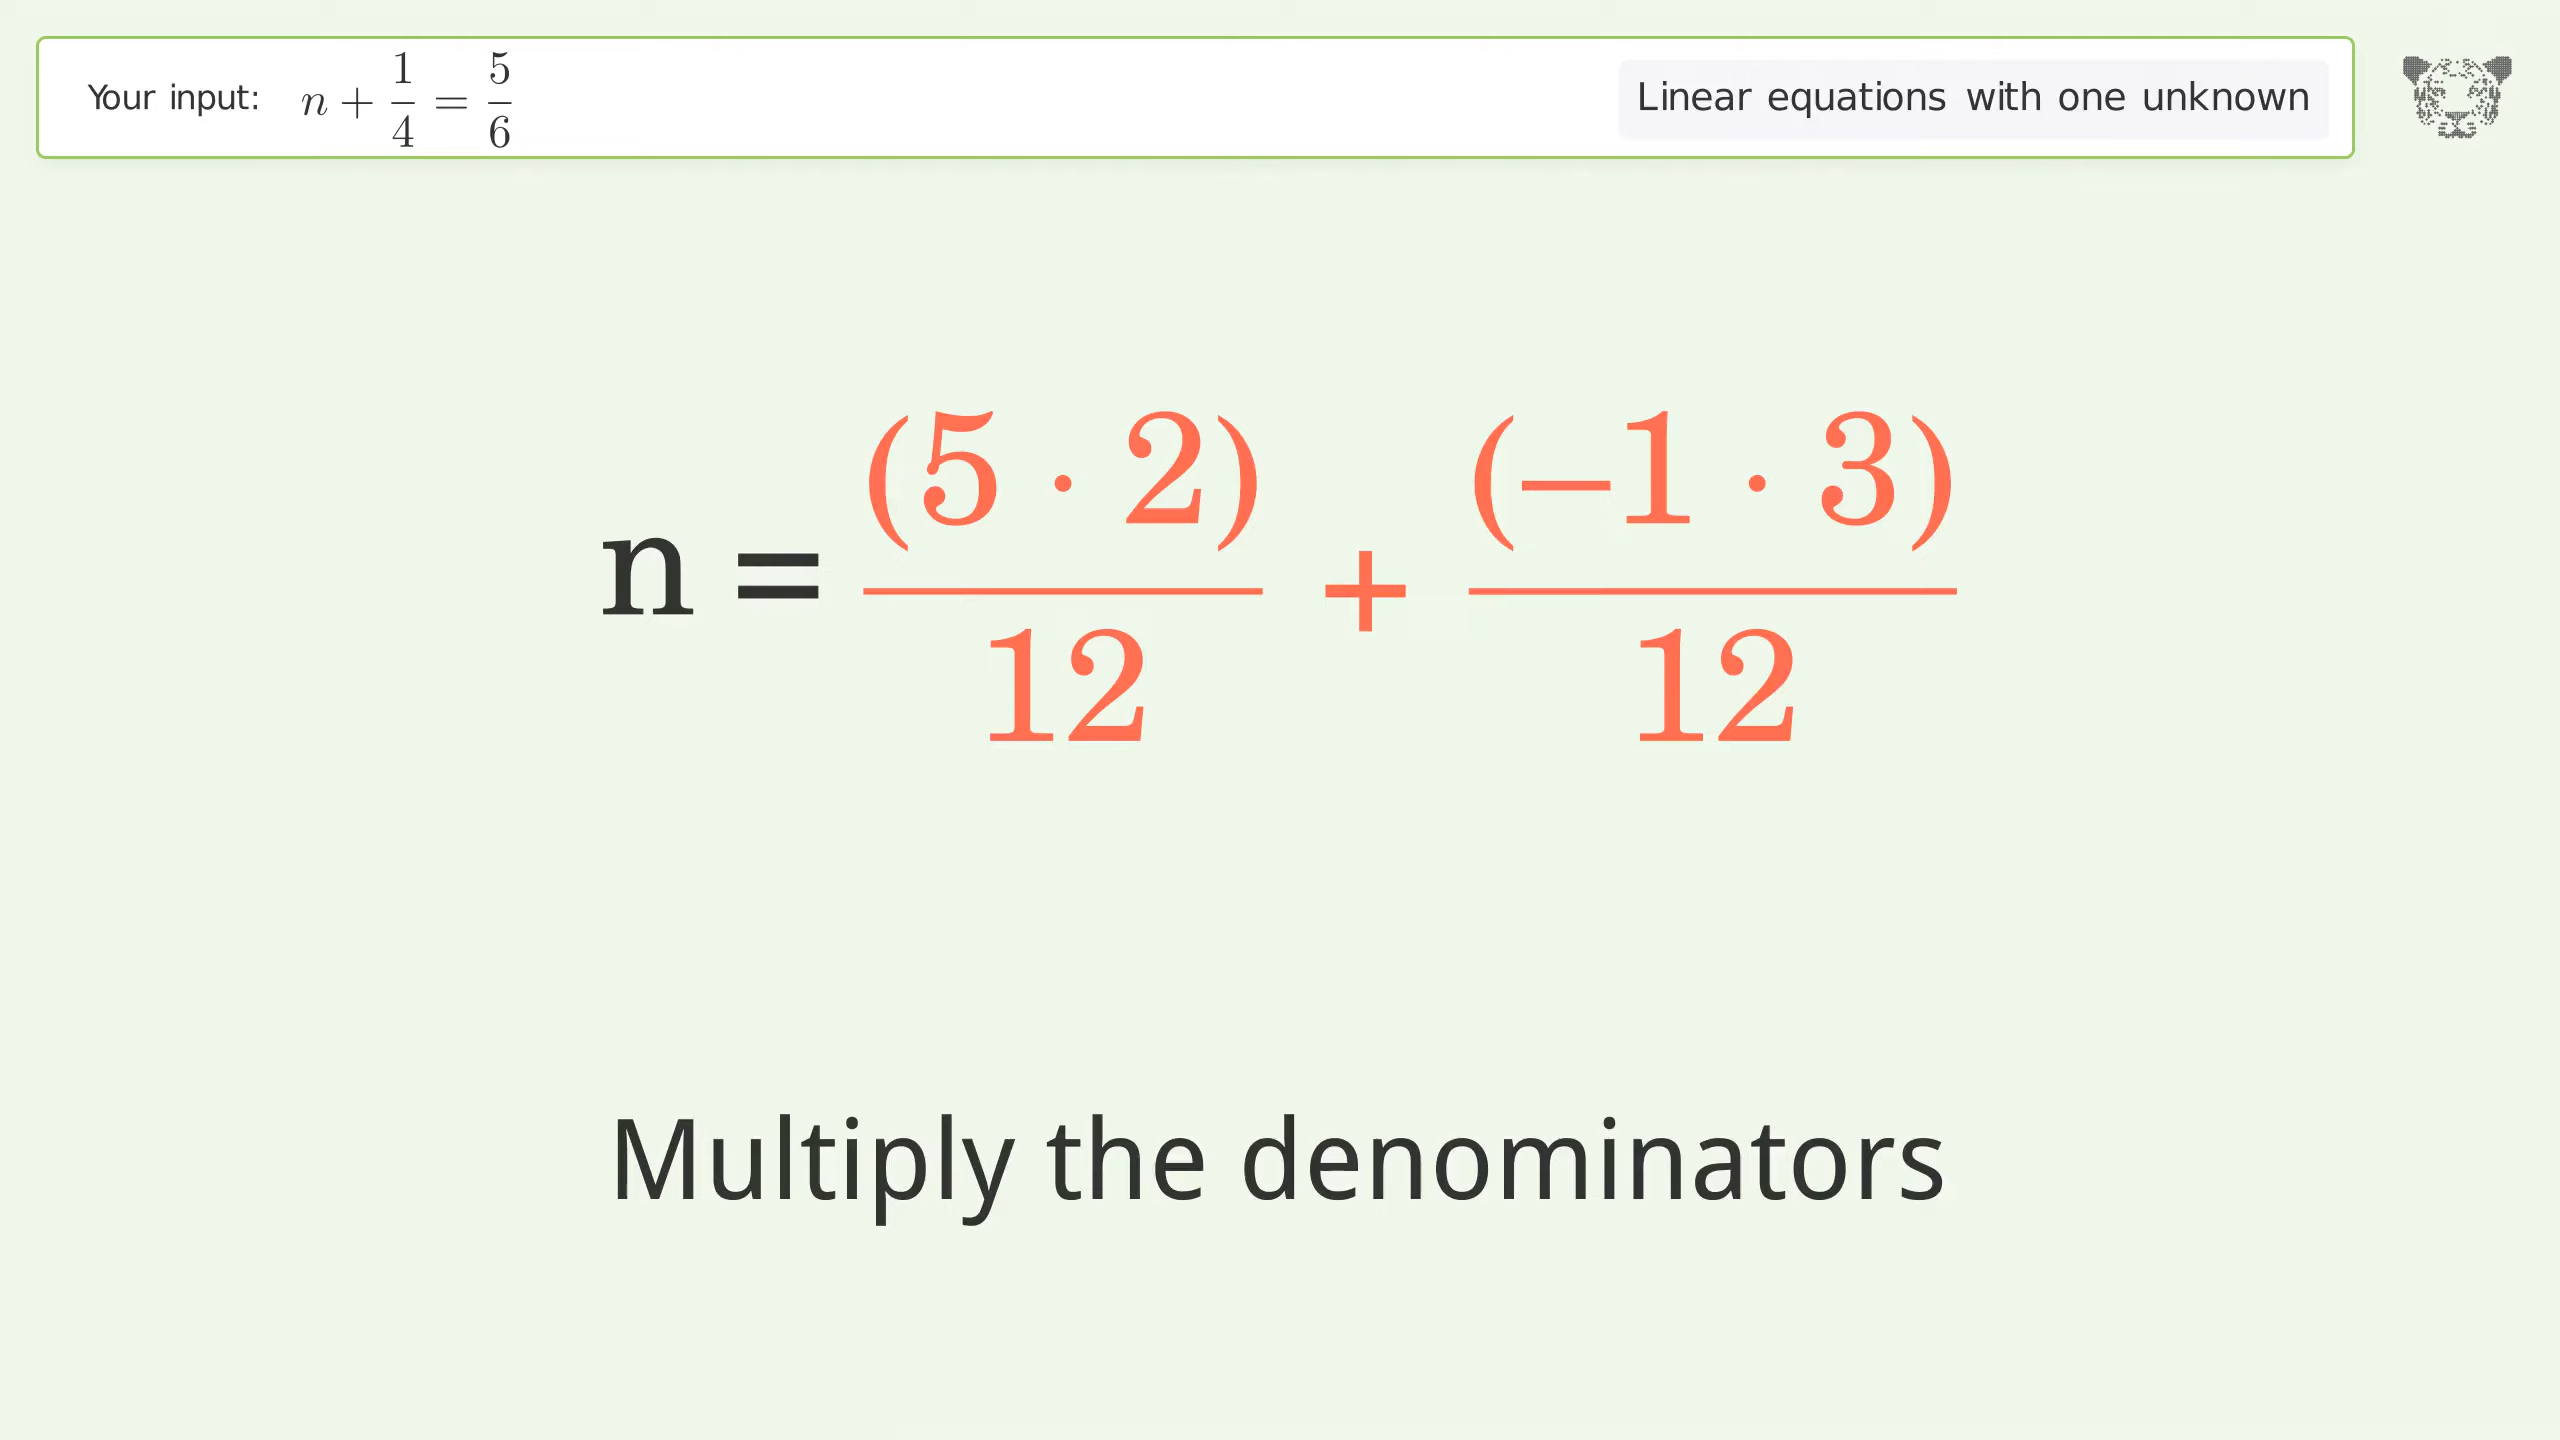 Your input: n + 1/4 = 5/6
Linear equations with one unknown
n = (5 · 2)/12 + (−1 · 3)/12
Multiply the denominators